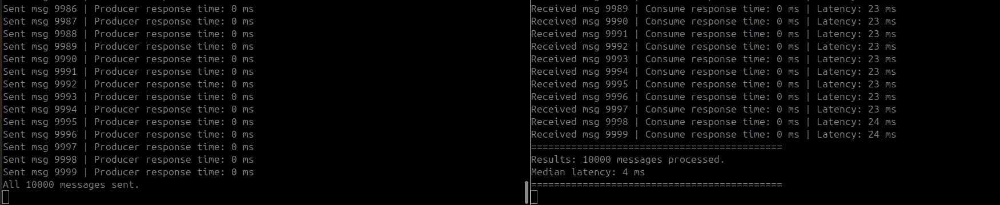 Sent msg 9986 | Producer response time: 0 ms
Sent msg 9987 | Producer response time: 0 ms
Sent msg 9988 | Producer response time: 0 ms
Sent msg 9989 | Producer response time: 0 ms
Sent msg 9990 | Producer response time: 0 ms
Sent msg 9991 | Producer response time: 0 ms
Sent msg 9992 | Producer response time: 0 ms
Sent msg 9993 | Producer response time: 0 ms
Sent msg 9994 | Producer response time: 0 ms
Sent msg 9995 | Producer response time: 0 ms
Sent msg 9996 | Producer response time: 0 ms
Sent msg 9997 | Producer response time: 0 ms
Sent msg 9998 | Producer response time: 0 ms
Sent msg 9999 | Producer response time: 0 ms
All 10000 messages sent.
Received msg 9989 | Consume response time: 0 ms | Latency: 23 ms
Received msg 9990 | Consume response time: 0 ms | Latency: 23 ms
Received msg 9991 | Consume response time: 0 ms | Latency: 23 ms
Received msg 9992 | Consume response time: 0 ms | Latency: 23 ms
Received msg 9993 | Consume response time: 0 ms | Latency: 23 ms
Received msg 9994 | Consume response time: 0 ms | Latency: 23 ms
Received msg 9995 | Consume response time: 0 ms | Latency: 23 ms
Received msg 9996 | Consume response time: 0 ms | Latency: 23 ms
Received msg 9997 | Consume response time: 0 ms | Latency: 23 ms
Received msg 9998 | Consume response time: 0 ms | Latency: 24 ms
Received msg 9999 | Consume response time: 0 ms | Latency: 24 ms
============================================
Results: 10000 messages processed.
Median latency: 4 ms
============================================